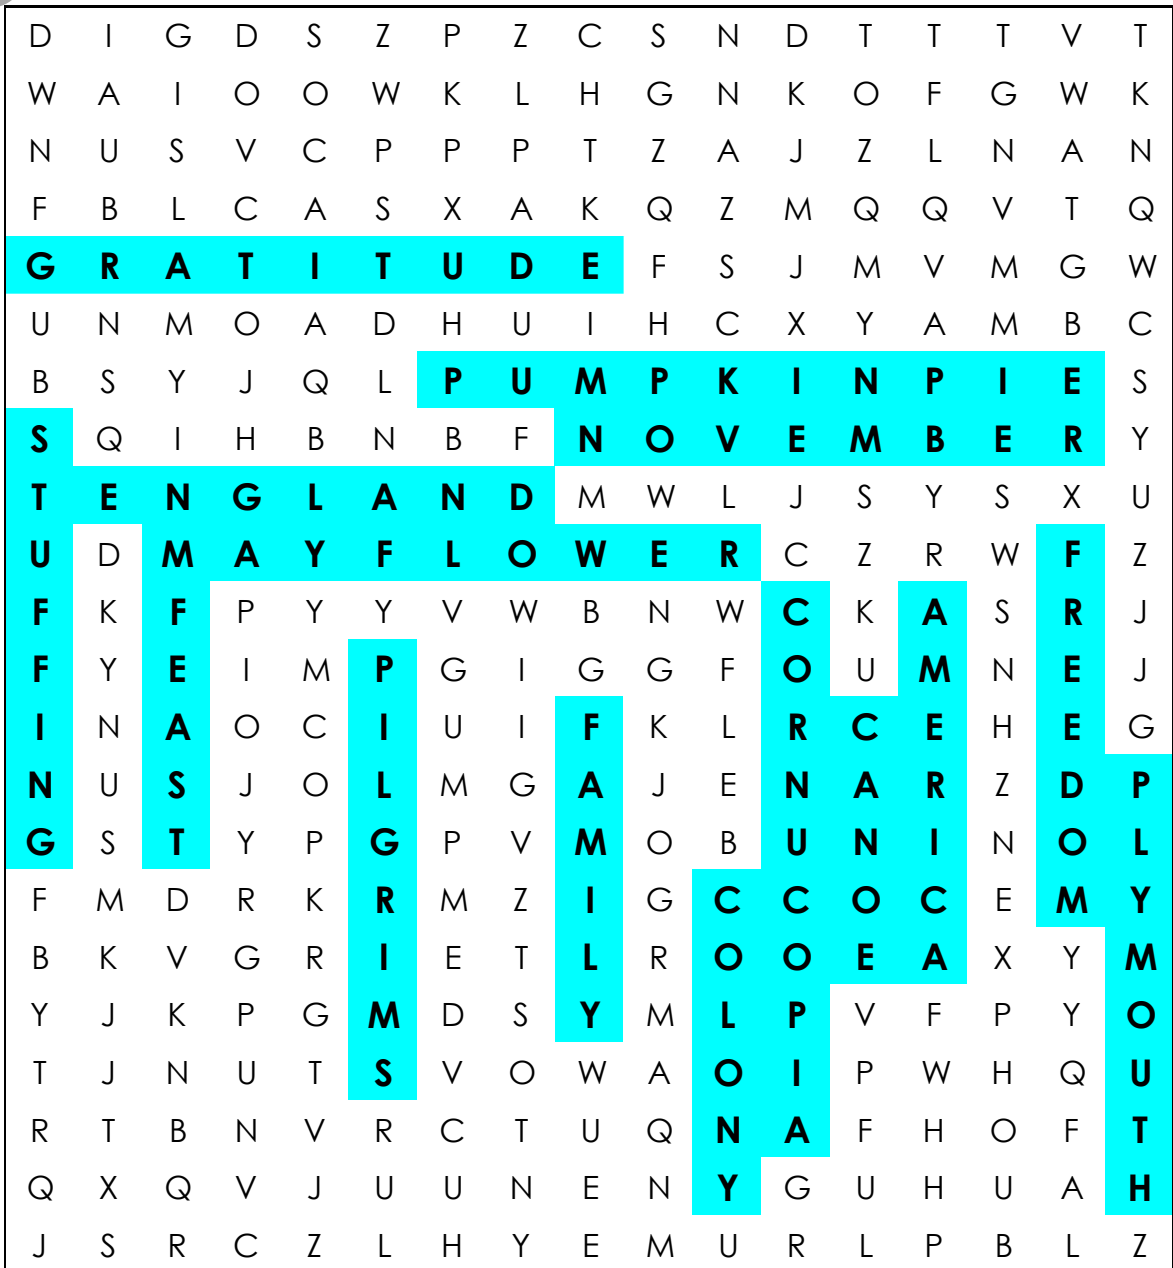 D I G D S Z P Z C S N D T T T V T
W A I O O W K L H G N K O F G W K
N U S V C P P P T Z A J Z L N A N
F B L C A S X A K Q Z M Q Q V T Q
G R A T I T U D E F S J M V M G W
U N M O A D H U I H C X Y A M B C
B S Y J Q L P U M P K I N P I E S
S Q I H B N B F N O V E M B E R Y
T E N G L A N D M W L J S Y S X U
U D M A Y F L O W E R C Z R W F Z
F K F P Y Y V W B N W C K A S R J
F Y E I M P G I G G F O U M N E J
I N A O C I U I F K L R C E H E G
N U S J O L M G A J E N A R Z D P
G S T Y P G P V M O B U N I N O L
F M D R K R M Z I G C C O C E M Y
B K V G R I E T L R O O E A X Y M
Y J K P G M D S Y M L P V F P Y O
T J N U T S V O W A O I P W H Q U
R T B N V R C T U Q N A F H O F T
Q X Q V J U U N E N Y G U H U A H
J S R C Z L H Y E M U R L P B L Z